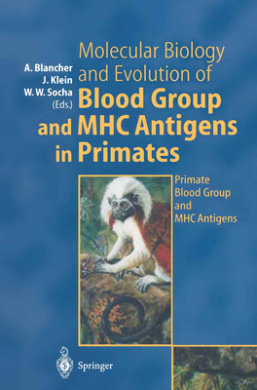 A. Blancher
J. Klein
W. W. Socha
(Eds.)
Molecular Biology
and Evolution of
Blood Group
and MHC Antigens
in Primates
Primate
Blood Group
and
MHC Antigens
Springer